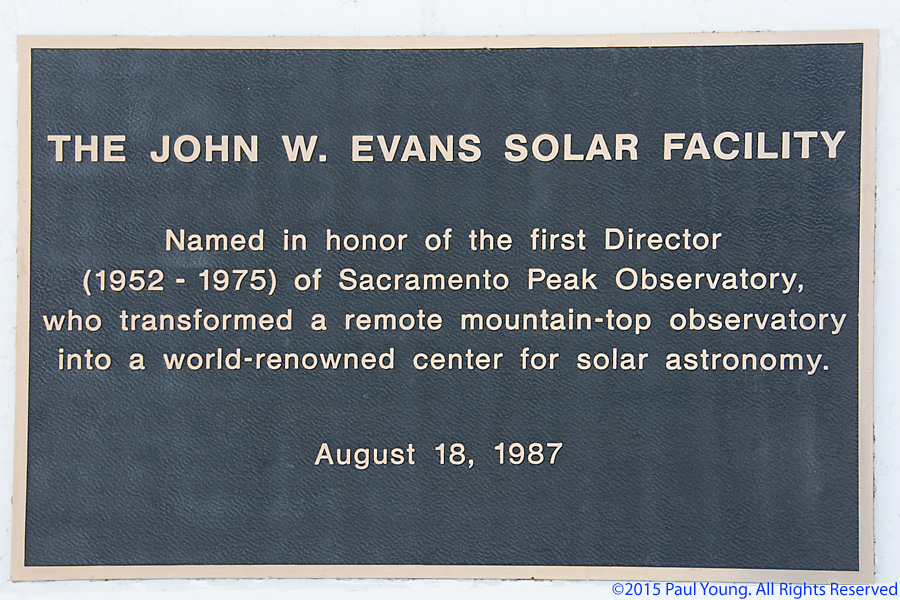 THE JOHN W. EVANS SOLAR FACILITY
Named in honor of the first Director
(1952 - 1975) of Sacramento Peak Observatory,
who transformed a remote mountain-top observatory
into a world-renowned center for solar astronomy.
August 18, 1987
©2015 Paul Young. All Rights Reserved